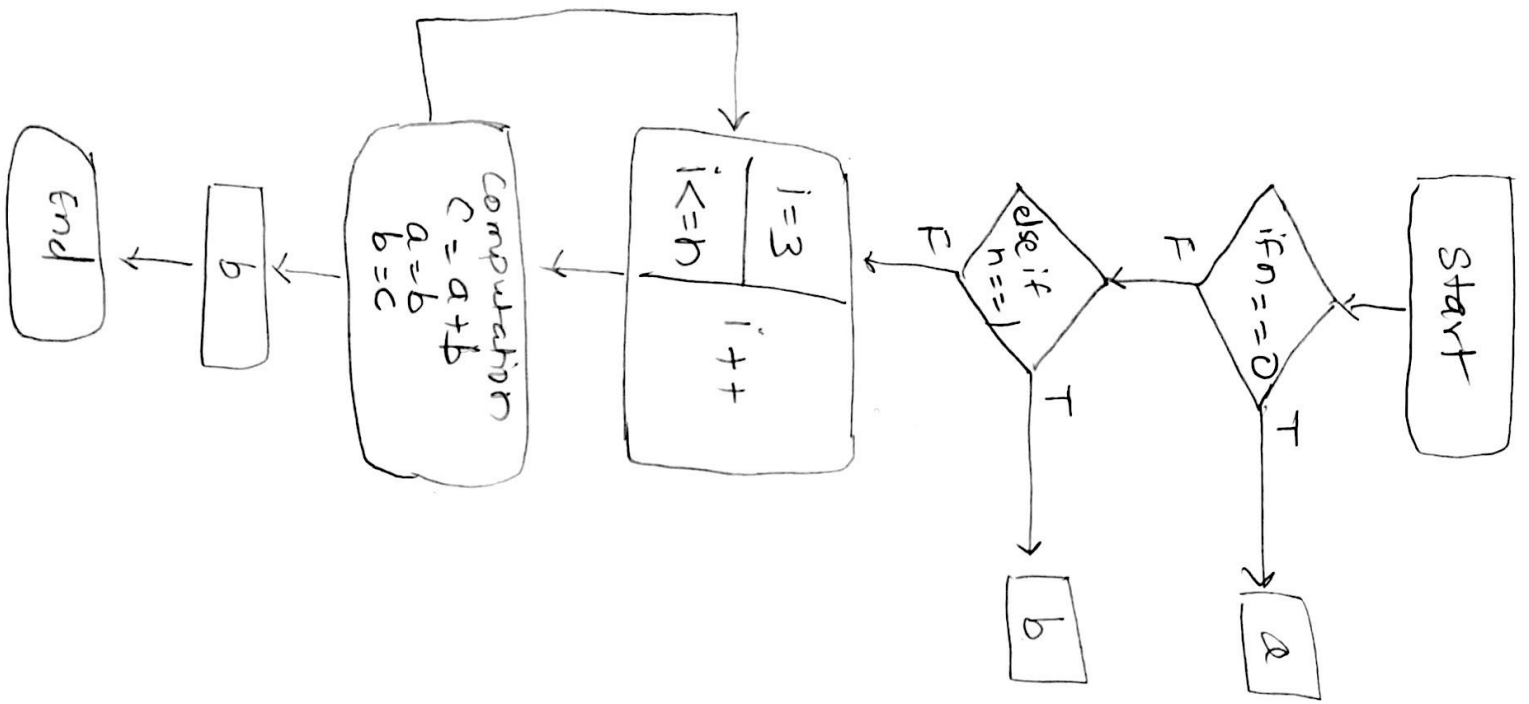 Start
if n==0
T
a
F
else if
n==1
T
b
F
i=3
i<=n
i++
computation
c=a+b
a=b
b=c
b
End